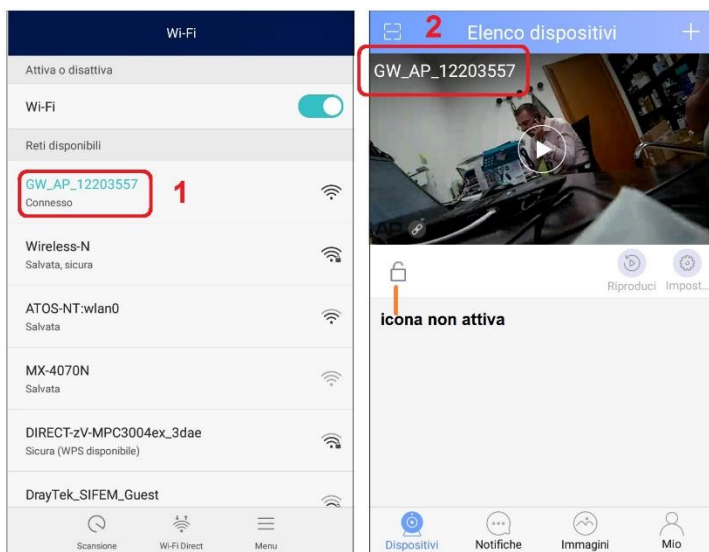 Wi-Fi
Attiva o disattiva
Wi-Fi
Reti disponibili
GW_AP_12203557
Connesso
1
Wireless-N
Salvata, sicura
ATOS-NT:wlan0
Salvata
MX-4070N
Salvata
DIRECT-zV-MPC3004ex_3dae
Sicura (WPS disponibile)
DrayTek_SIFEM_Guest
Scansione
Wi-Fi Direct
Menu
2
Elenco dispositivi
GW_AP_12203557
AP
Riproduci
Impost...
icona non attiva
Dispositivi
Notifiche
Immagini
Mio